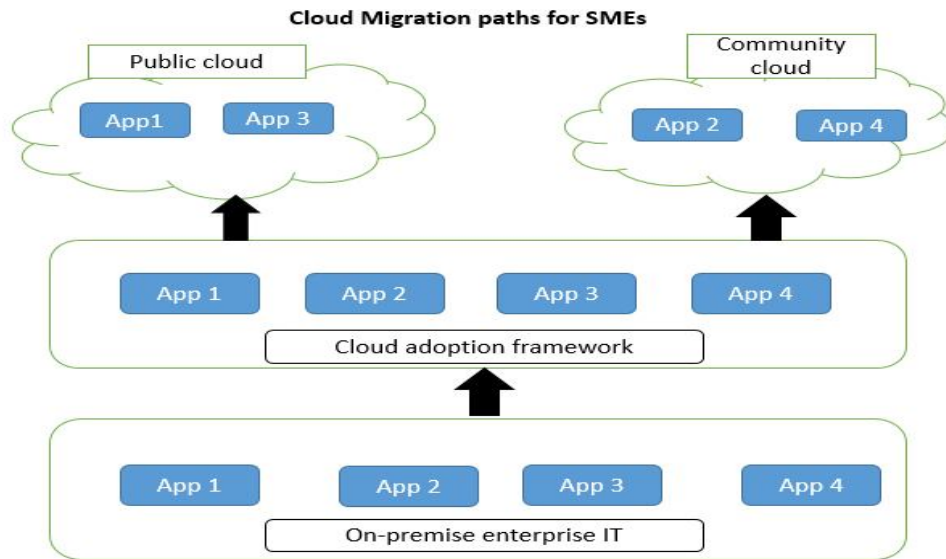 Cloud Migration paths for SMEs
Public cloud
Community
cloud
App1
App 3
App 2
App 4
App 1
App 2
App 3
App 4
Cloud adoption framework
App 1
App 2
App 3
App 4
On-premise enterprise IT